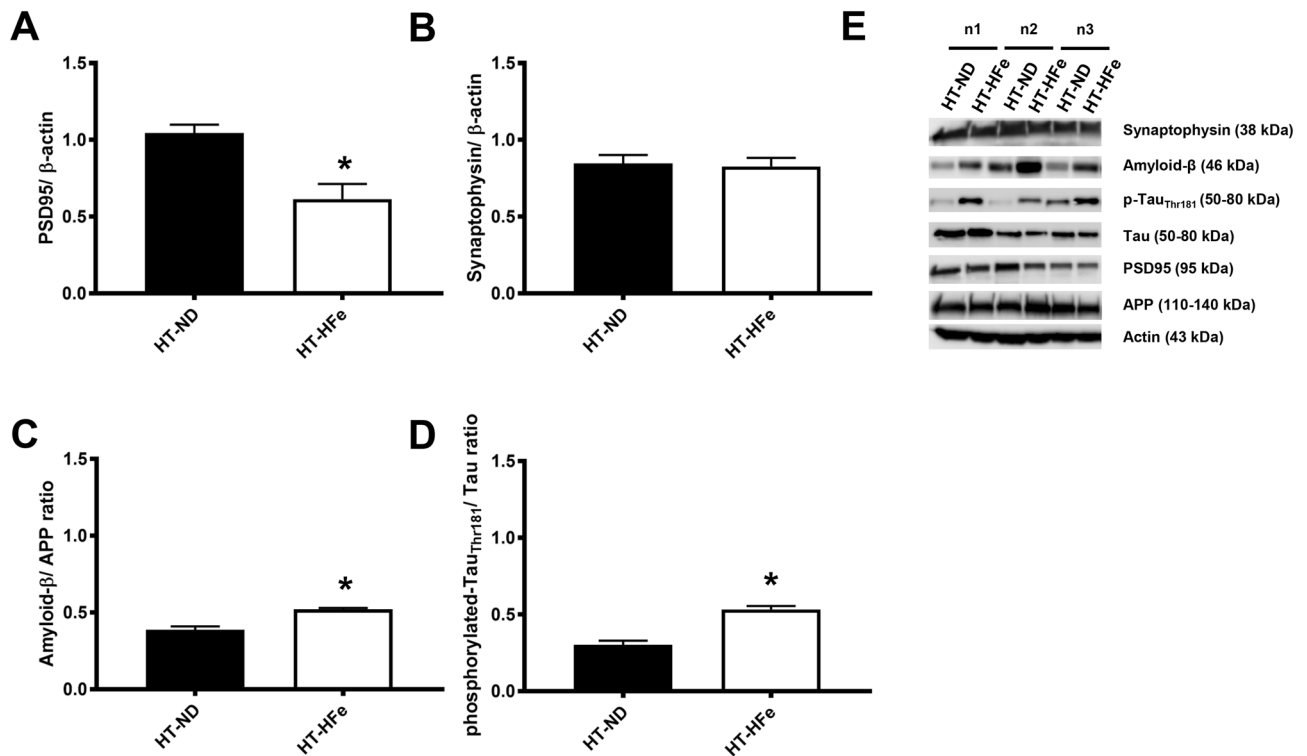 A
PSD95/ β-actin
1.5
1.0
0.5
0.0
*
HT-ND
HT-HFe
B
Synaptophysin/ β-actin
1.5
1.0
0.5
0.0
HT-ND
HT-HFe
E
n1 n2 n3
HT-ND HT-HFe HT-ND HT-HFe HT-ND HT-HFe
Synaptophysin (38 kDa)
Amyloid-β (46 kDa)
p-TauThr181 (50-80 kDa)
Tau (50-80 kDa)
PSD95 (95 kDa)
APP (110-140 kDa)
Actin (43 kDa)
C
Amyloid-β/ APP ratio
1.5
1.0
0.5
0.0
*
HT-ND
HT-HFe
D
phosphorylated-TauThr181/ Tau ratio
1.5
1.0
0.5
0.0
*
HT-ND
HT-HFe